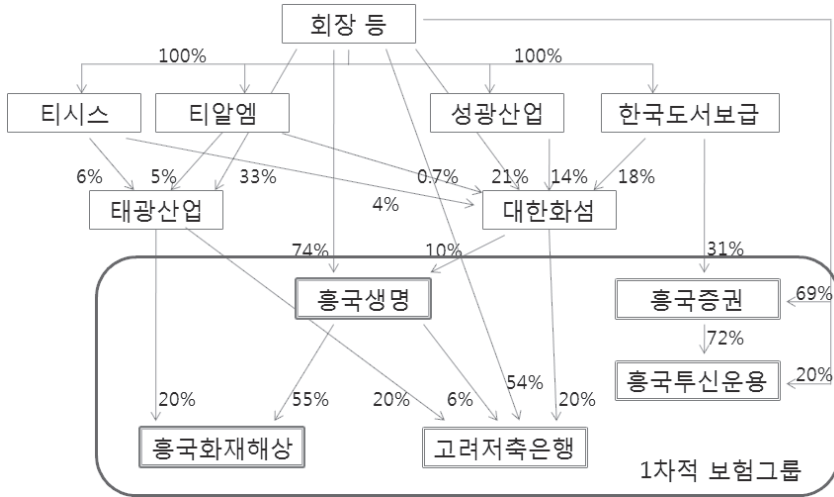 회장 등
100% 100%
티시스 티알엠 성광산업 한국도서보급
6% 5% 33% 0.7% 21% 14% 18%
4%
태광산업 대한화섬
74% 10% 31%
흥국생명 흥국증권 69%
72%
흥국투신운용 20%
54%
20% 55% 20% 6% 20%
흥국화재해상 고려저축은행
1차적 보험그룹